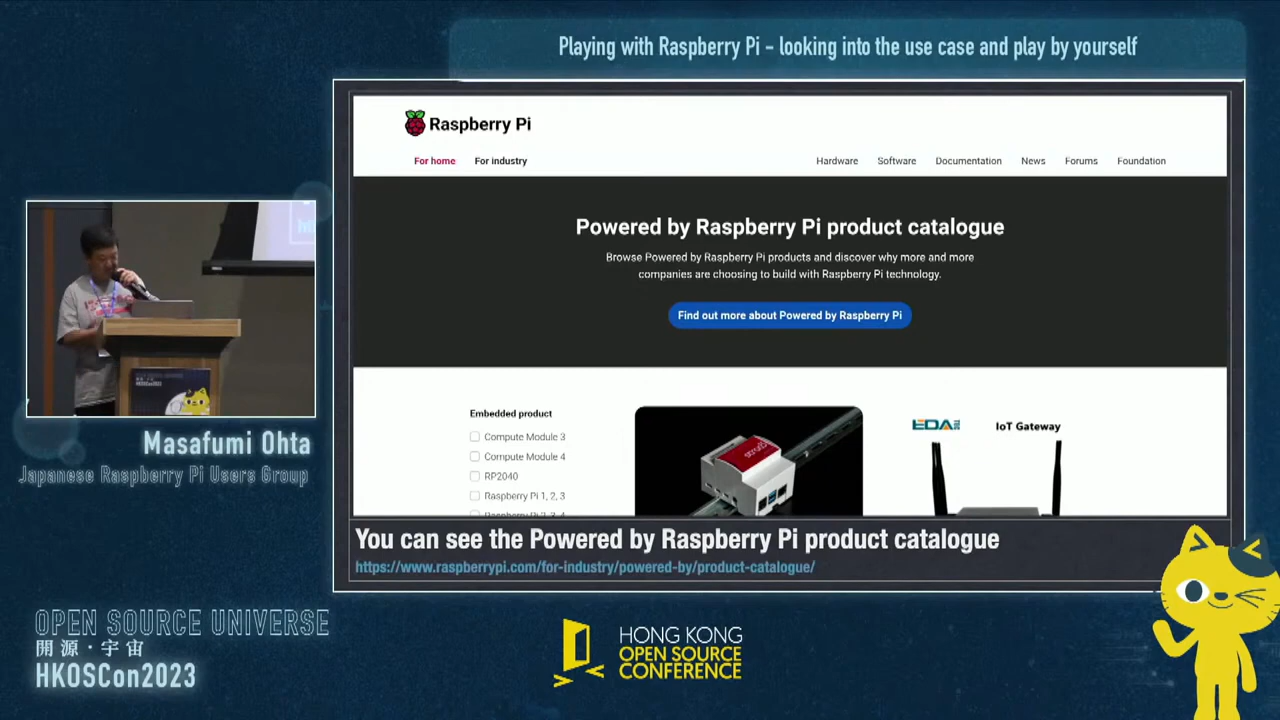 Playing with Raspberry Pi - looking into the use case and play by yourself
Raspberry Pi
For home
For industry
Hardware
Software
Documentation
News
Forums
Foundation
Powered by Raspberry Pi product catalogue
Browse Powered by Raspberry Pi products and discover why more and more
companies are choosing to build with Raspberry Pi technology.
Find out more about Powered by Raspberry Pi
Embedded product
Compute Module 3
Compute Module 4
RP2040
Raspberry Pi 1, 2, 3
Raspberry Pi 2, 3, 4
EDA
IoT Gateway
You can see the Powered by Raspberry Pi product catalogue
https://www.raspberrypi.com/for-industry/powered-by/product-catalogue/
Masafumi Ohta
Japanese Raspberry Pi Users Group
OPEN SOURCE UNIVERSE
開源·宇宙
HKOSCon2023
HONG KONG
OPEN SOURCE
CONFERENCE